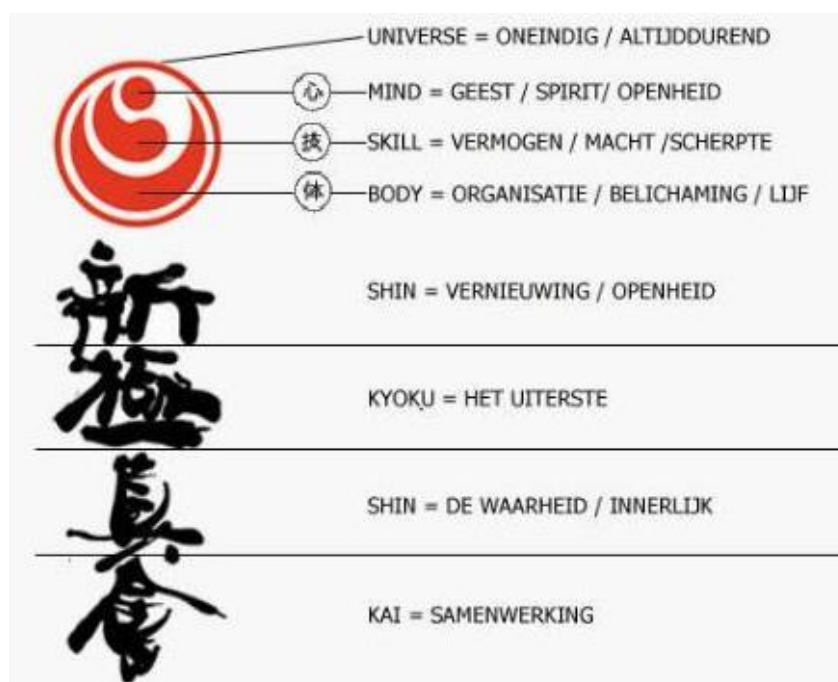 UNIVERSE = ONEINDIG / ALTIJDDUREND
心 MIND = GEEST / SPIRIT/ OPENHEID
技 SKILL = VERMOGEN / MACHT /SCHERPTE
体 BODY = ORGANISATIE / BELICHAMING / LIJF
新 SHIN = VERNIEUWING / OPENHEID
極 KYOKU = HET UITERSTE
真 SHIN = DE WAARHEID / INNERLIJK
會 KAI = SAMENWERKING